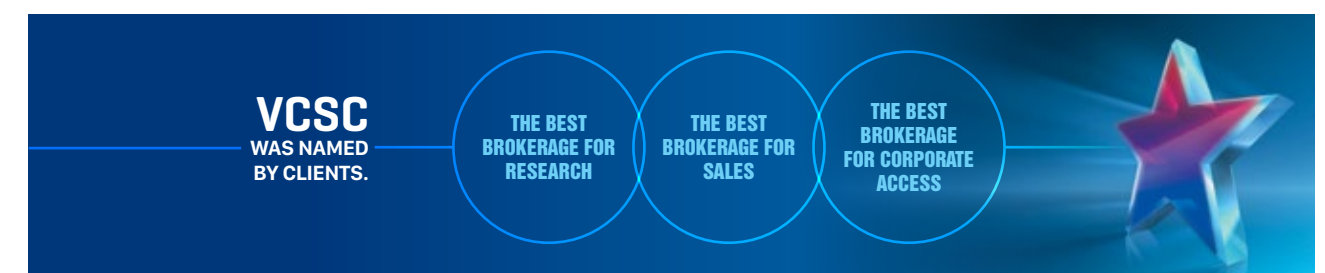 VCSC
WAS NAMED
BY CLIENTS.
THE BEST
BROKERAGE FOR
RESEARCH
THE BEST
BROKERAGE FOR
SALES
THE BEST
BROKERAGE
FOR CORPORATE
ACCESS